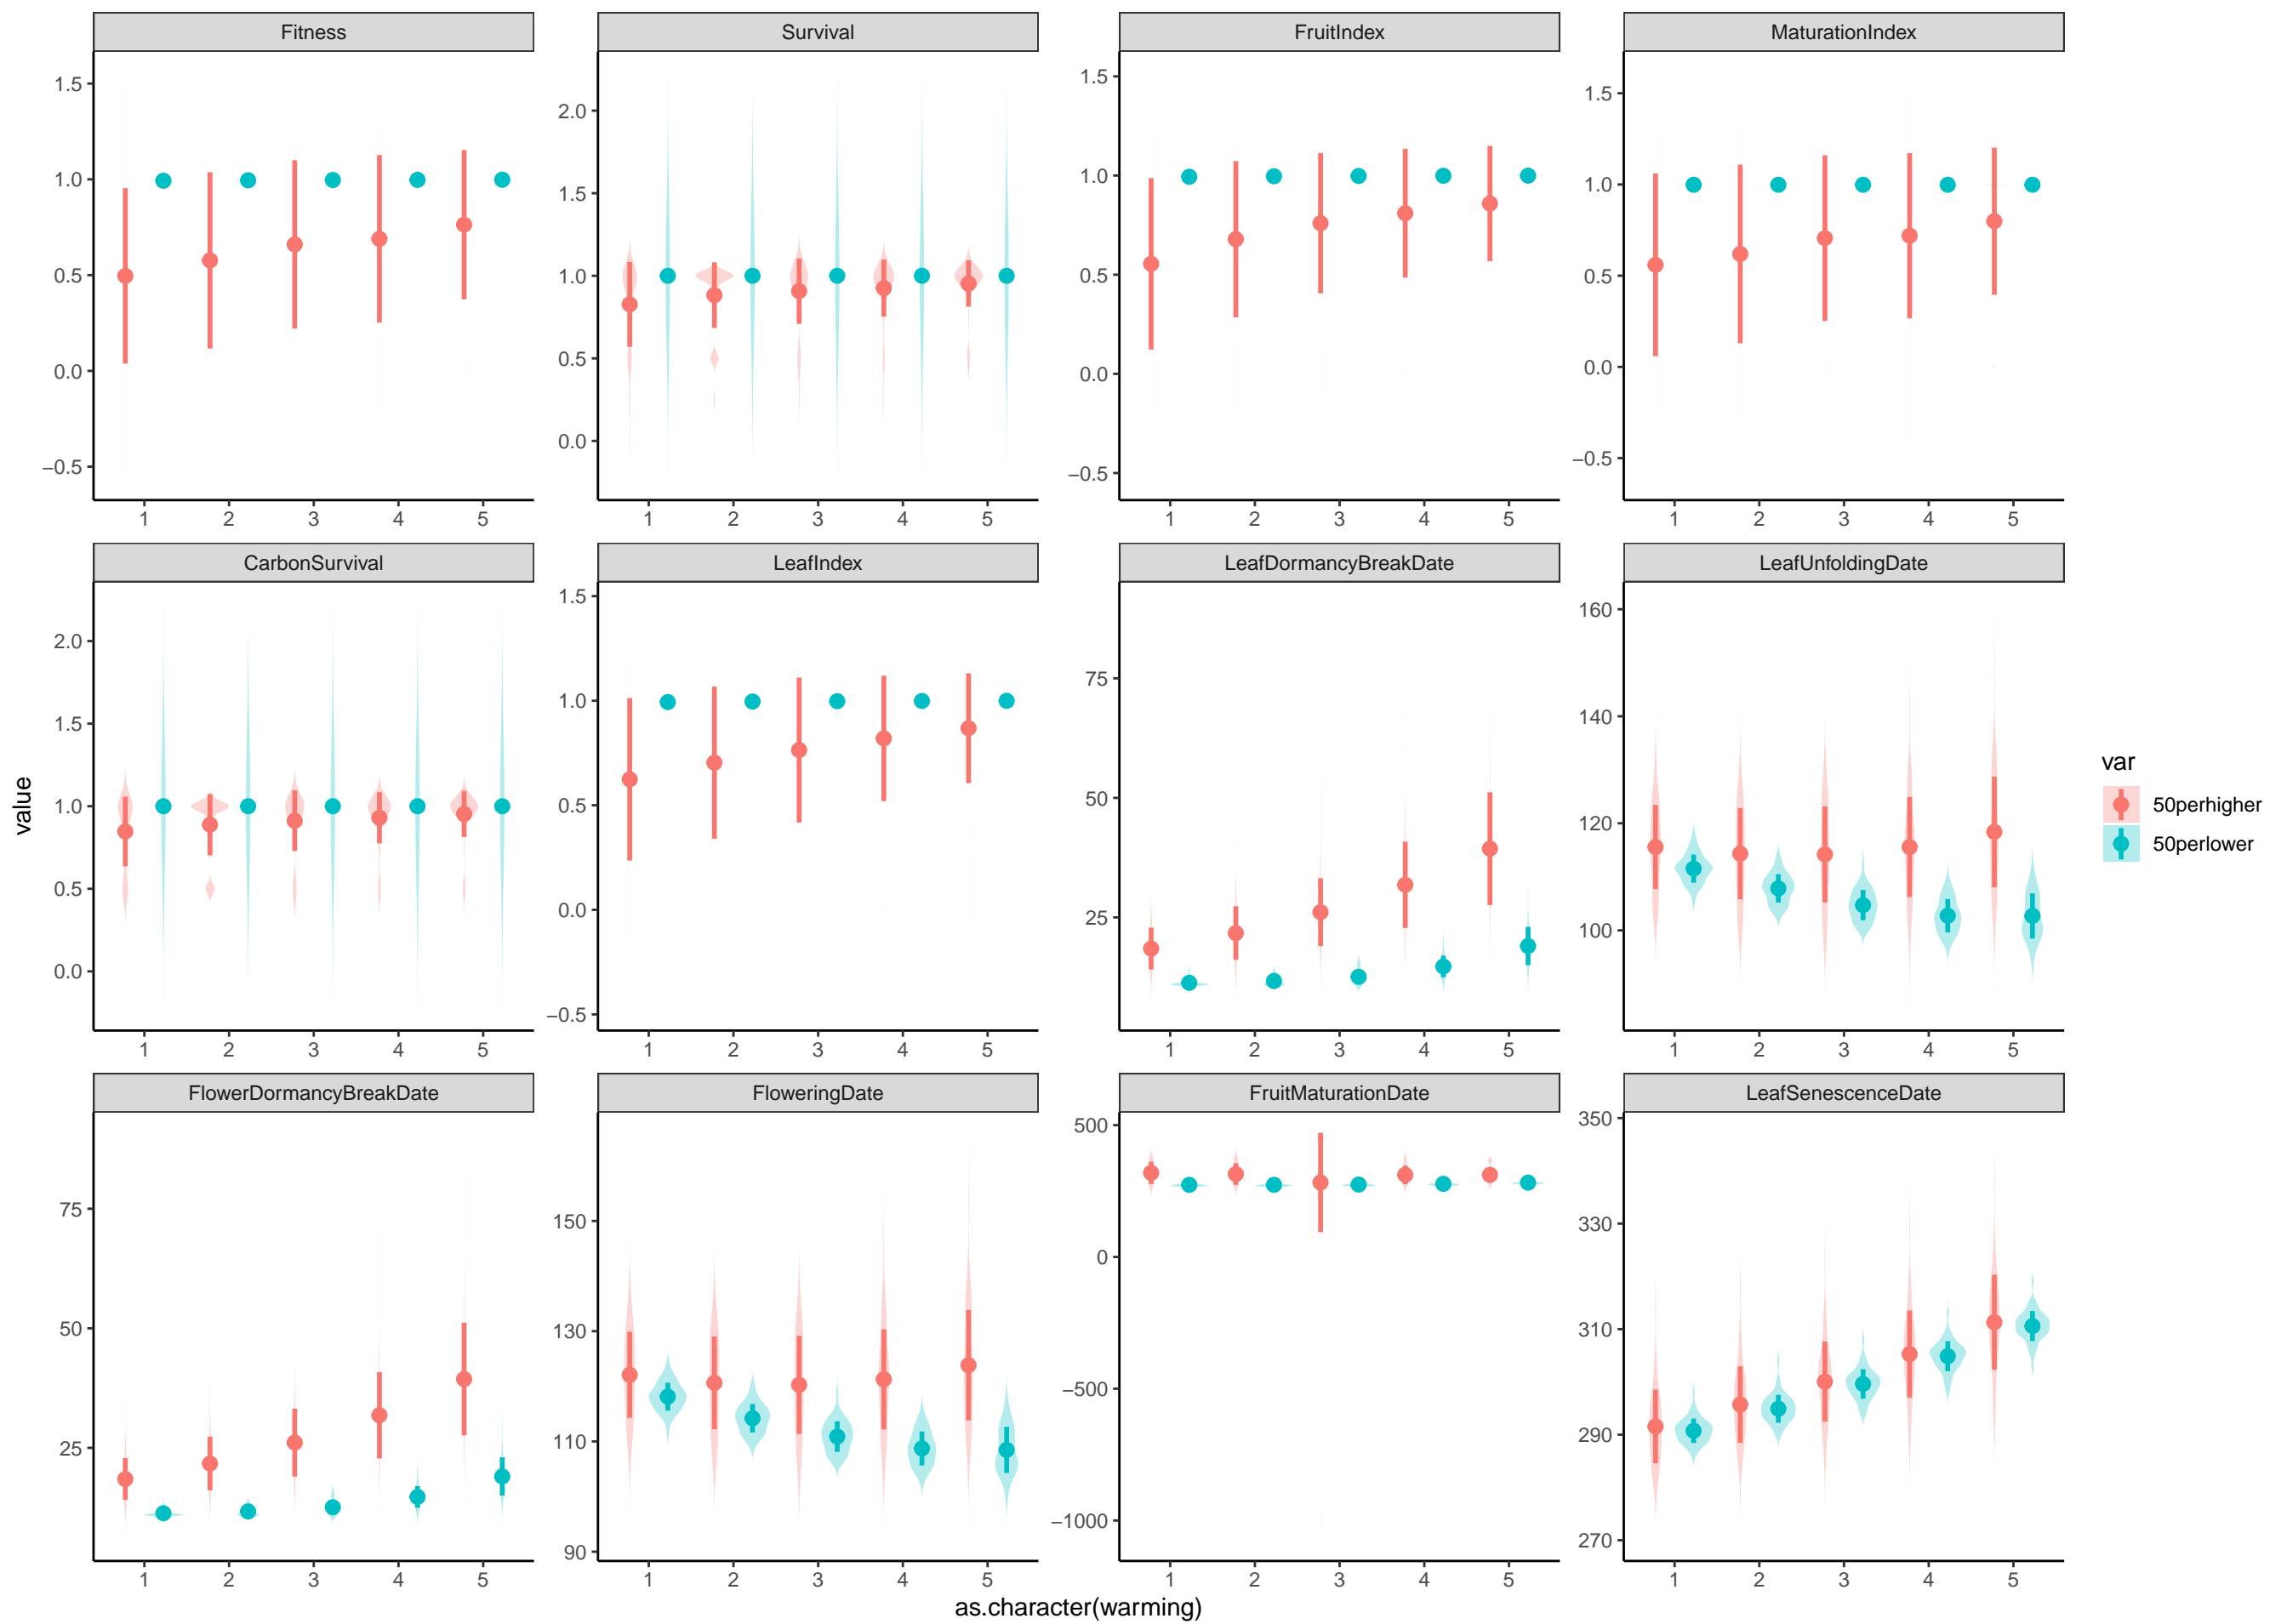 Fitness
Survival
FruitIndex
MaturationIndex
1.5
1.0
0.5
0.0
−0.5
2.0
1.5
1.0
0.5
0.0
1.5
1.0
0.5
0.0
−0.5
1.5
1.0
0.5
0.0
−0.5
1 2 3 4 5
1 2 3 4 5
1 2 3 4 5
1 2 3 4 5
CarbonSurvival
LeafIndex
LeafDormancyBreakDate
LeafUnfoldingDate
value
2.0
1.5
1.0
0.5
0.0
1.5
1.0
0.5
0.0
−0.5
75
50
25
160
140
120
100
1 2 3 4 5
1 2 3 4 5
1 2 3 4 5
1 2 3 4 5
var
50perhigher
50perlower
FlowerDormancyBreakDate
FloweringDate
FruitMaturationDate
LeafSenescenceDate
75
50
25
150
130
110
90
500
0
−500
−1000
350
330
310
290
270
1 2 3 4 5
1 2 3 4 5
1 2 3 4 5
1 2 3 4 5
as.character(warming)